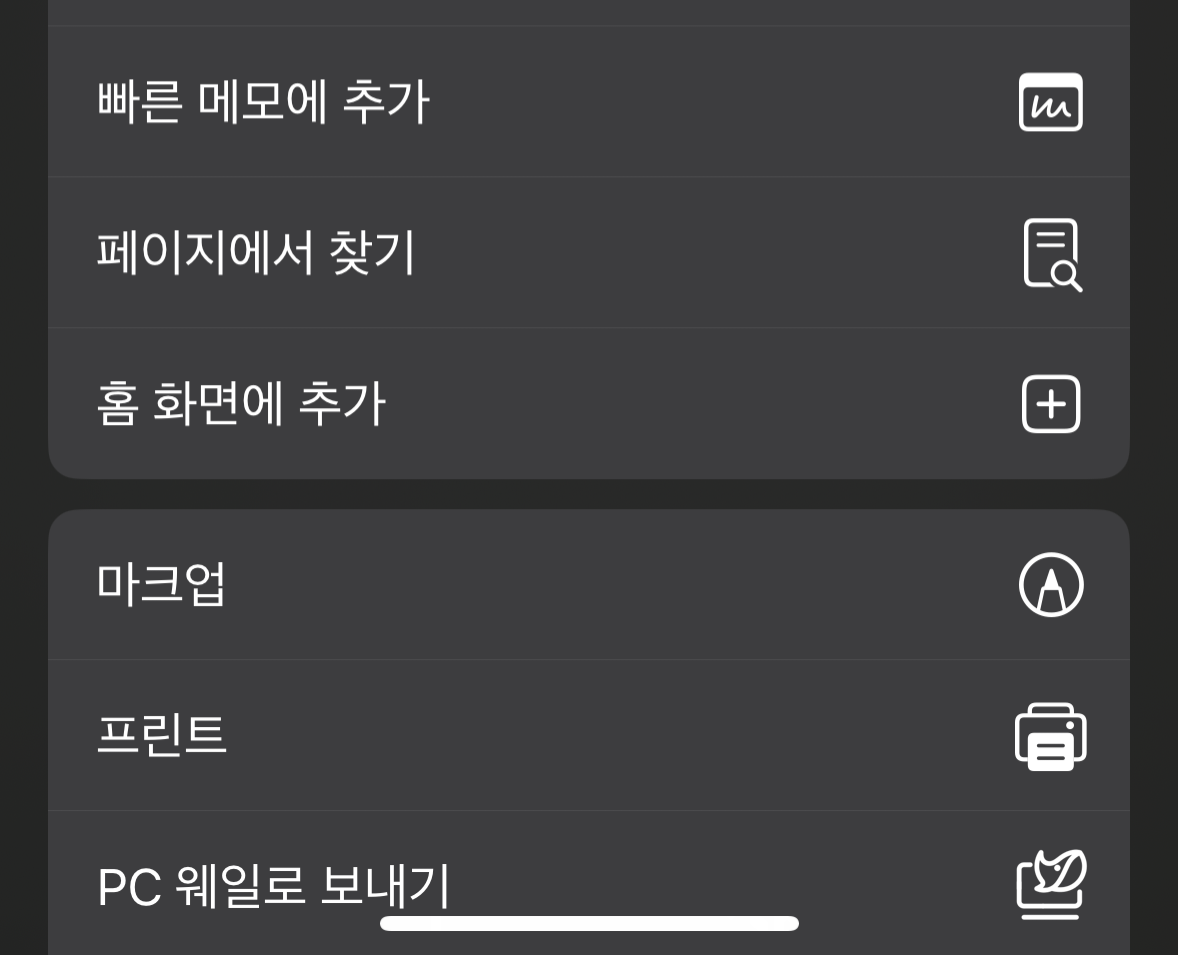 빠른 메모에 추가
페이지에서 찾기
홈 화면에 추가
마크업
프린트
PC 웨일로 보내기